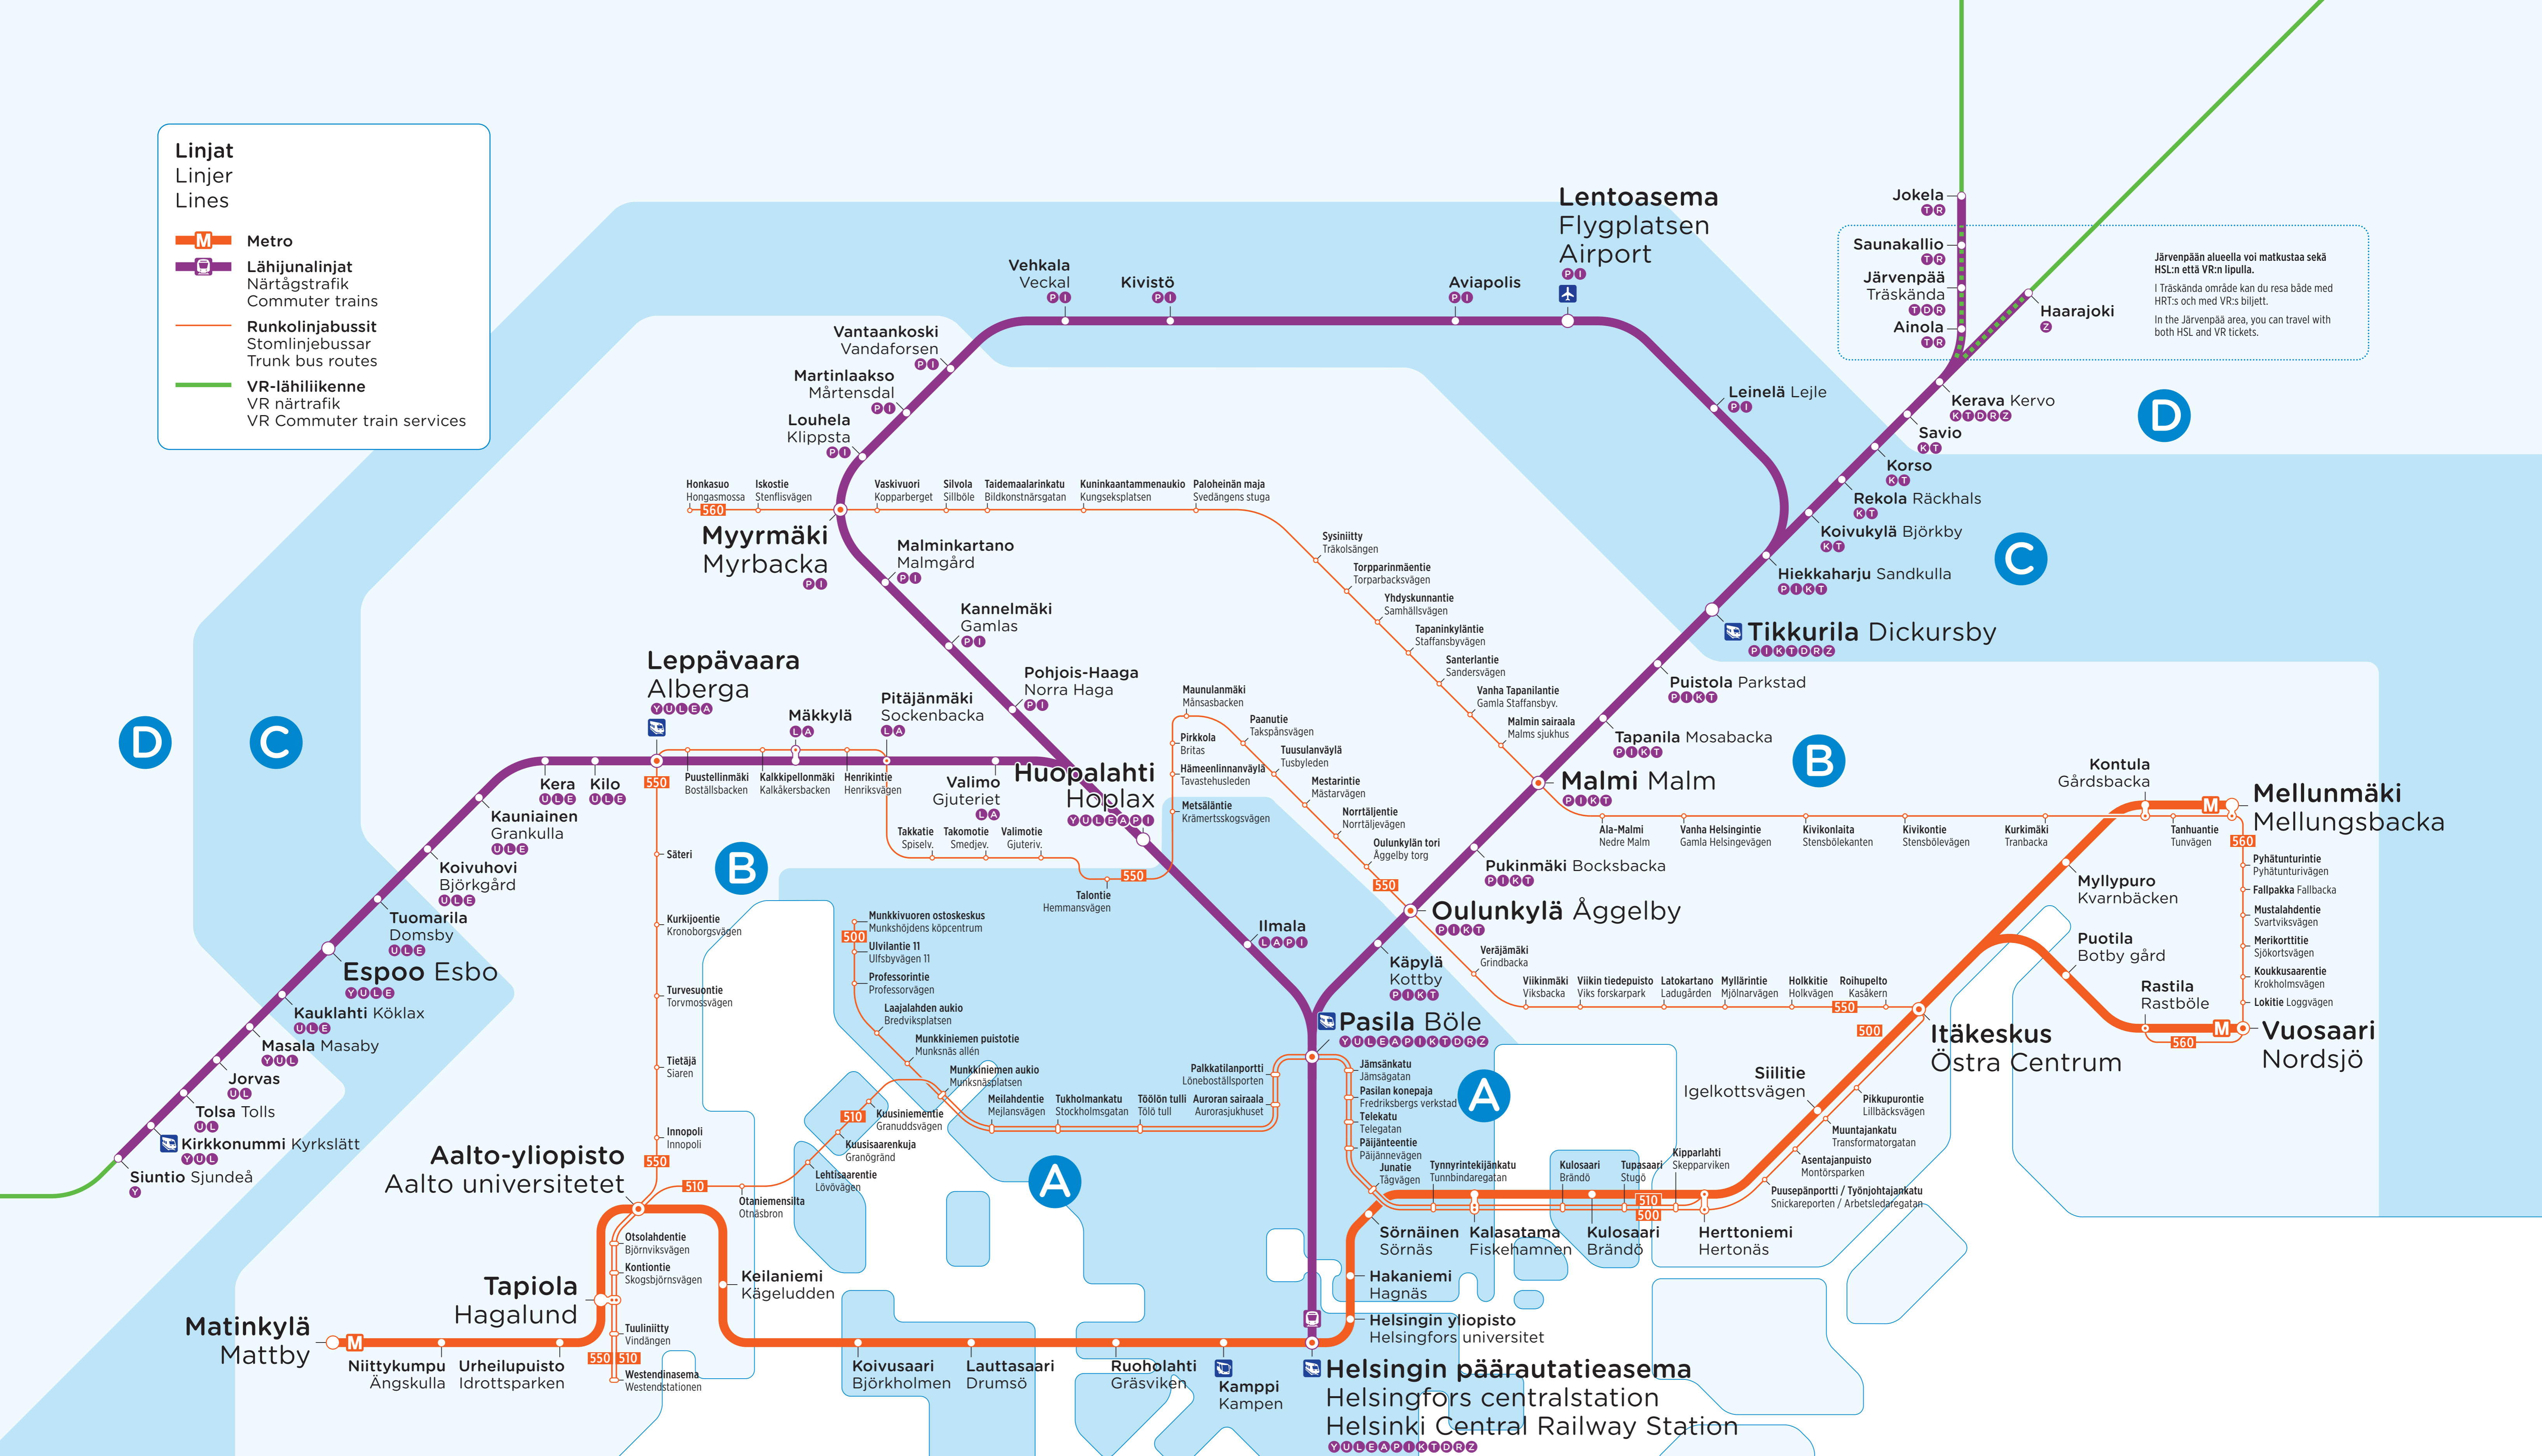 Linjat
Linjer
Lines
M
Metro
Lähijunalinjat
Närtågstrafik
Commuter trains
Runkolinjabussit
Stomlinjebussar
Trunk bus routes
VR-lähiliikenne
VR närtrafik
VR Commuter train services
Lentoasema
Flygplatsen
Airport
P I
Vehkala
Veckal
P I
Kivistö
P I
Aviapolis
P I
Vantaankoski
Vandaforsen
P I
Martinlaakso
Mårtensdal
P I
Louhela
Klippsta
P I
Leinelä Lejle
P I
Jokela
T R
Saunakallio
T R
Järvenpää
Träskända
T D R
Ainola
T R
Haarajoki
Z
Järvenpään alueella voi matkustaa sekä
HSL:n että VR:n lipulla.
I Träskända område kan du resa både med
HRT:s och med VR:s biljett.
In the Järvenpää area, you can travel with
both HSL and VR tickets.
Kerava Kervo
K T D R Z
Savio
K T
Korso
K T
Rekola Räckhals
K T
Koivukylä Björkby
K T
Hiekkaharju Sandkulla
P I K T
Tikkurila Dickursby
P I K T D R Z
Puistola Parkstad
P I K T
Tapanila Mosabacka
P I K T
Malmi Malm
P I K T
Pukinmäki Bocksbacka
P I K T
Oulunkylä Åggelby
P I K T
Käpylä
Kottby
P I K T
D
C
B
A
D
C
B
A
Honkasuo
Hongasmossa
560
Iskostie
Stenflisvägen
Vaskivuori
Kopparberget
Silvola
Sillböle
Taidemaalarinkatu
Bildkonstnärsgatan
Kuninkaantammenaukio
Kungseksplatsen
Paloheinän maja
Svedängens stuga
Sysiniitty
Träkolsängen
Torpparinmäentie
Torparbacksvägen
Yhdyskunnantie
Samhällsvägen
Tapaninkyläntie
Staffansbyvägen
Santerlantie
Sandersvägen
Vanha Tapanilantie
Gamla Staffansbyv.
Malmin sairaala
Malms sjukhus
Ala-Malmi
Nedre Malm
Vanha Helsingintie
Gamla Helsingevägen
Kivikonlaita
Stensbölekanten
Kivikontie
Stensbölevägen
Kurkimäki
Tranbacka
Kontula
Gårdsbacka
Tanhuantie
Tunvägen
M
Mellunmäki
Mellungsbacka
560
Pyhätunturintie
Pyhätunturivägen
Fallpakka Fallbacka
Mustalahdentie
Svartviksvägen
Merikorttitie
Sjökortsvägen
Koukkusaarentie
Krokholmsvägen
Lokitie Loggvägen
M
Vuosaari
Nordsjö
560
Rastila
Rastböle
Puotila
Botby gård
Myllypuro
Kvarnbäcken
Itäkeskus
Östra Centrum
Myyrmäki
Myrbacka
P I
Malminkartano
Malmgård
P I
Kannelmäki
Gamlas
P I
Pohjois-Haaga
Norra Haga
P I
Huopalahti
Hoplax
Y U L E A P I
Ilmala
L A P I
Pasila Böle
Y U L E A P I K T D R Z
Leppävaara
Alberga
Y U L E A
Mäkkylä
L A
Pitäjänmäki
Sockenbacka
L A
Valimo
Gjuteriet
L A
Kera
U L E
Kilo
U L E
Kauniainen
Grankulla
U L E
Koivuhovi
Björkgård
U L E
Tuomarila
Domsby
U L E
Espoo Esbo
Y U L E
Kauklahti Köklax
U L E
Masala Masaby
Y U L
Jorvas
U L
Tolsa Tolls
U L
Kirkkonummi Kyrkslätt
Y U L
Siuntio Sjundeå
Y
550
Puustellinmäki
Boställsbacken
Kalkkipellonmäki
Kalkåkersbacken
Henrikintie
Henriksvägen
Takkatie
Spiselv.
Takomotie
Smedjev.
Valimotie
Gjuteriv.
Talontie
Hemmansvägen
550
Metsäläntie
Krämertsskogsvägen
Hämeenlinnanväylä
Tavastehusleden
Pirkkola
Britas
Maunulanmäki
Månsasbacken
Paanutie
Takspånsvägen
Tuusulanväylä
Tusbyleden
Mestarintie
Mästarvägen
Norrtäljentie
Norrtäljevägen
Oulunkylän tori
Åggelby torg
550
Veräjämäki
Grindbacka
Viikinmäki
Viksbacka
Viikin tiedepuisto
Viks forskarpark
Latokartano
Ladugården
Myllärintie
Mjölnarvägen
Holkkitie
Holkvägen
Roihupelto
Kasåkern
550
500
Säteri
Kurkijoentie
Kronoborgsvägen
Turvesuontie
Torvmossvägen
Tietäjä
Siaren
Innopoli
Innopoli
550
Aalto-yliopisto
Aalto universitetet
510
Otaniemensilta
Otnäsbron
Lehtisaarentie
Lövövägen
Kuusisaarenkuja
Granögränd
510
Kuusiniementie
Granuddsvägen
Munkkivuoren ostoskeskus
Munkshöjdens köpcentrum
500
Ulvilantie 11
Ulfsbyvägen 11
Professorintie
Professorvägen
Laajalahden aukio
Bredviksplatsen
Munkkiniemen puistotie
Munksnäs allén
Munkkiniemen aukio
Munksnäsplatsen
Meilahdentie
Mejlansvägen
Tukholmankatu
Stockholmsgatan
Töölön tulli
Tölö tull
Auroran sairaala
Aurorasjukhuset
Palkkatilanportti
Löneboställsporten
Jämsänkatu
Jämsägatan
Pasilan konepaja
Fredriksbergs verkstad
Telekatu
Telegatan
Päijänteentie
Päijännevägen
Junatie
Tågvägen
Tynnyrintekijänkatu
Tunnbindaregatan
Kulosaari
Brändö
Tupasaari
Stugö
Kipparlahti
Skepparviken
510
500
Puusepänportti / Työnjohtajankatu
Snickareporten / Arbetsledaregatan
Asentajanpuisto
Montörsparken
Muuntajankatu
Transformatorgatan
Pikkupurontie
Lillbäcksvägen
Siilitie
Igelkottsvägen
Herttoniemi
Hertonäs
Kulosaari
Brändö
Kalasatama
Fiskehamnen
Sörnäinen
Sörnäs
Hakaniemi
Hagnäs
Helsingin yliopisto
Helsingfors universitet
Helsingin päärautatieasema
Helsingfors centralstation
Helsinki Central Railway Station
Y U L E A P I K T D R Z
Kamppi
Kampen
Ruoholahti
Gräsviken
Lauttasaari
Drumsö
Koivusaari
Björkholmen
Keilaniemi
Kägeludden
Otsolahdentie
Björnviksvägen
Kontiontie
Skogsbjörnsvägen
Tuuliniitty
Vindängen
550 510
Westendinasema
Westendstationen
Tapiola
Hagalund
Urheilupuisto
Idrottsparken
Niittykumpu
Ängskulla
M
Matinkylä
Mattby